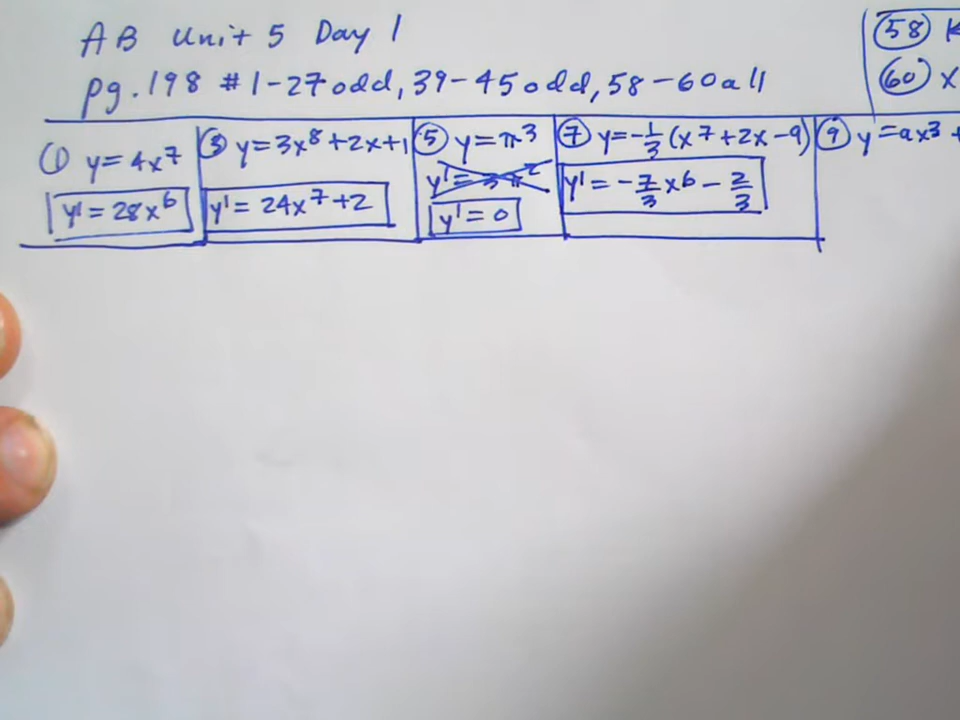 AB Unit 5 Day 1
pg. 198 #1-27 odd, 39-45 odd, 58-60 all
58 K
60 x
1 y=4x⁷
y'=28x⁶
3 y=3x⁸+2x+1
y'=24x⁷+2
5 y=π³
y'=3π²
y'=0
7 y=-1/3(x⁷+2x-9)
y'=-7/3x⁶-2/3
9 y=ax³+